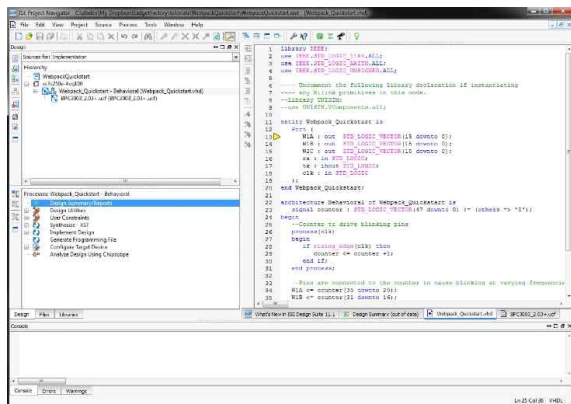 ISE Project Navigator
File Edit View Project Source Process Tools Window Help
Design
Sources for: Implementation
Hierarchy
WebpackQuickstart
Webpack_Quickstart - Behavioral (Webpack_Quickstart.vhd)
BPC3003_2.03+.ucf (BPC3003_2.03+.ucf)
Processes: Webpack_Quickstart - Behavioral
Design Summary/Reports
Design Utilities
User Constraints
Synthesize - XST
Implement Design
Generate Programming File
Configure Target Device
Analyze Design Using Chipscope
Design Files Libraries
1 library IEEE;
2 use IEEE.STD_LOGIC_1164.ALL;
3 use IEEE.STD_LOGIC_ARITH.ALL;
4 use IEEE.STD_LOGIC_UNSIGNED.ALL;
5
6 ---- Uncomment the following library declaration if instantiating
7 ---- any Xilinx primitives in this code.
8 --library UNISIM;
9 --use UNISIM.VComponents.all;
10
11 entity Webpack_Quickstart is
12 Port (
13 W1A : out STD_LOGIC_VECTOR(15 downto 0);
14 W1B : out STD_LOGIC_VECTOR(15 downto 0);
15 W2C : out STD_LOGIC_VECTOR(15 downto 0);
16 rx : in STD_LOGIC;
17 tx : inout STD_LOGIC;
18 clk : in STD_LOGIC
19 );
20 end Webpack_Quickstart;
21
22 architecture Behavioral of Webpack_Quickstart is
23 signal counter : STD_LOGIC_VECTOR(47 downto 0) := (others => '0');
24 begin
25 --Counter to drive blinking pins
26 process(clk)
27 begin
28 if rising_edge(clk) then
29 counter <= counter +1;
30 end if;
31 end process;
32
33 --Pins are connected to the counter to cause blinking at varying frequencies
34 W1A <= counter(35 downto 20);
35 W1B <= counter(31 downto 16);
What's New in ISE Design Suite 11.1 Design Summary (out of date) Webpack_Quickstart.vhd BPC3003_2.03+.ucf
Console
Console Errors Warnings
Ln 25 Col 36 VHDL